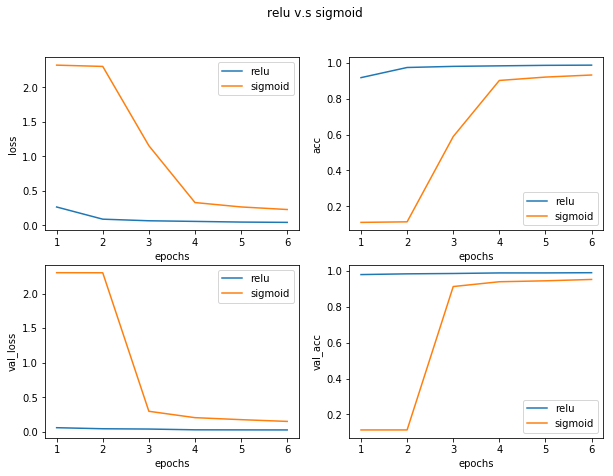 relu v.s sigmoid
loss
2.0
1.5
1.0
0.5
0.0
relu
sigmoid
1 2 3 4 5 6
epochs
acc
1.0
0.8
0.6
0.4
0.2
relu
sigmoid
1 2 3 4 5 6
epochs
val_loss
2.0
1.5
1.0
0.5
0.0
relu
sigmoid
1 2 3 4 5 6
epochs
val_acc
1.0
0.8
0.6
0.4
0.2
relu
sigmoid
1 2 3 4 5 6
epochs